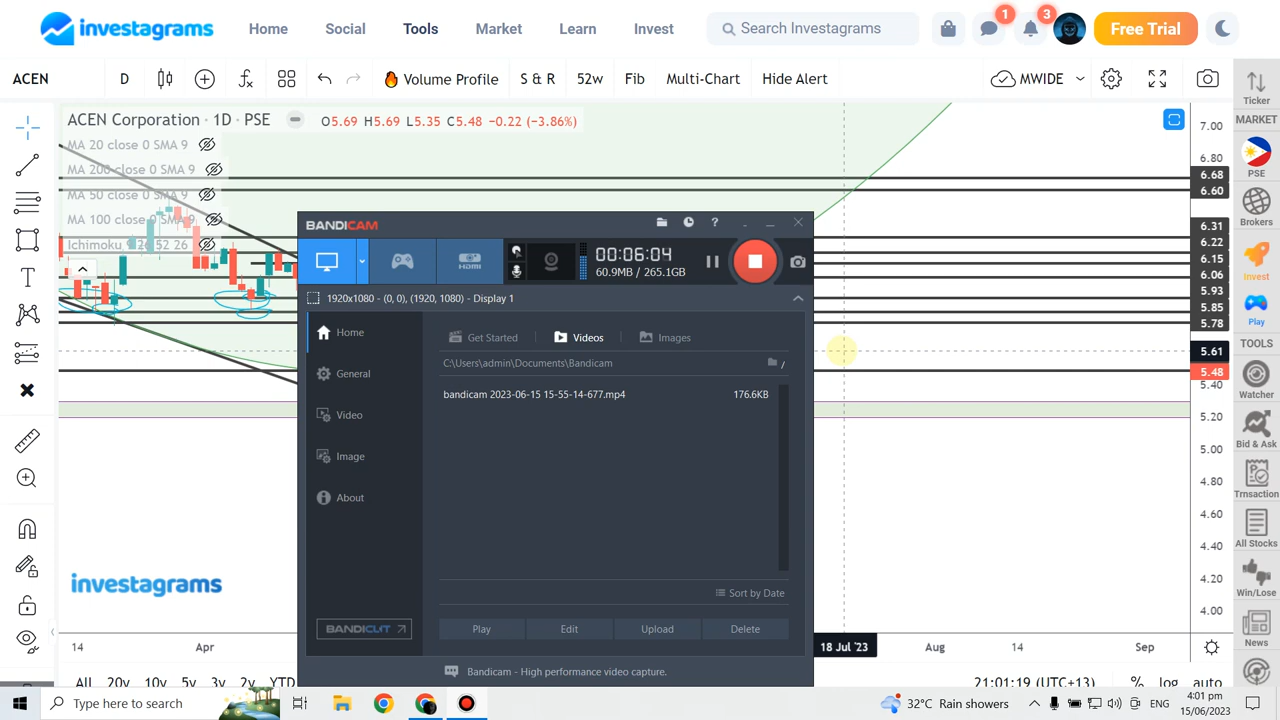 investagrams
Home
Social
Tools
Market
Learn
Invest
Search Investagrams
1
3
Free Trial
ACEN
D
Volume Profile
S & R
52w
Fib
Multi-Chart
Hide Alert
MWIDE
Ticker
ACEN Corporation · 1D · PSE
O5.69 H5.69 L5.35 C5.48 −0.22 (−3.86%)
MA 20 close 0 SMA 9
MA 200 close 0 SMA 9
MA 50 close 0 SMA 9
MA 100 close 0 SMA 9
Ichimoku 9 26 52 26
7.00
6.80
6.68
6.60
6.31
6.22
6.15
6.06
5.93
5.85
5.78
5.61
5.48
5.40
5.20
5.00
4.80
4.60
4.40
4.20
4.00
MARKET
PSE
Brokers
Invest
Play
TOOLS
Watcher
Bid & Ask
Trnsaction
All Stocks
Win/Lose
News
BANDICAM
?
HDMI
00:06:04
60.9MB / 265.1GB
1920x1080 - (0, 0), (1920, 1080) - Display 1
Home
General
Video
Image
About
Get Started
Videos
Images
C:\Users\admin\Documents\Bandicam
/
bandicam 2023-06-15 15-55-14-677.mp4
176.6KB
Sort by Date
BANDICUT
Play
Edit
Upload
Delete
Bandicam - High performance video capture.
investagrams
14
Apr
18 Jul '23
Aug
14
Sep
All
20y
10y
5y
3y
2y
YTD
21:01:19 (UTC+13)
%
log
auto
Type here to search
32°C Rain showers
ENG
4:01 pm
15/06/2023